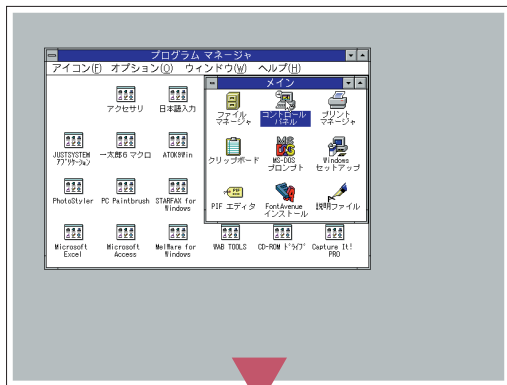 プログラム マネージャ
アイコン(F) オプション(O) ウィンドウ(W) ヘルプ(H)
アクセサリ 日本語入力
JUSTSYSTEM アプリケーション
一太郎6 マクロ
ATOK9Win
PhotoStyler
PC Paintbrush
STARFAX for Windows
Microsoft Excel
Microsoft Access
MelWare for Windows
WAB TOOLS
CD-ROM ドライブ
Capture It! PRO
メイン
ファイル マネージャ
コントロール パネル
プリント マネージャ
クリップボード
MS-DOS プロンプト
Windows セットアップ
PIF エディタ
FontAvenue インストール
説明ファイル